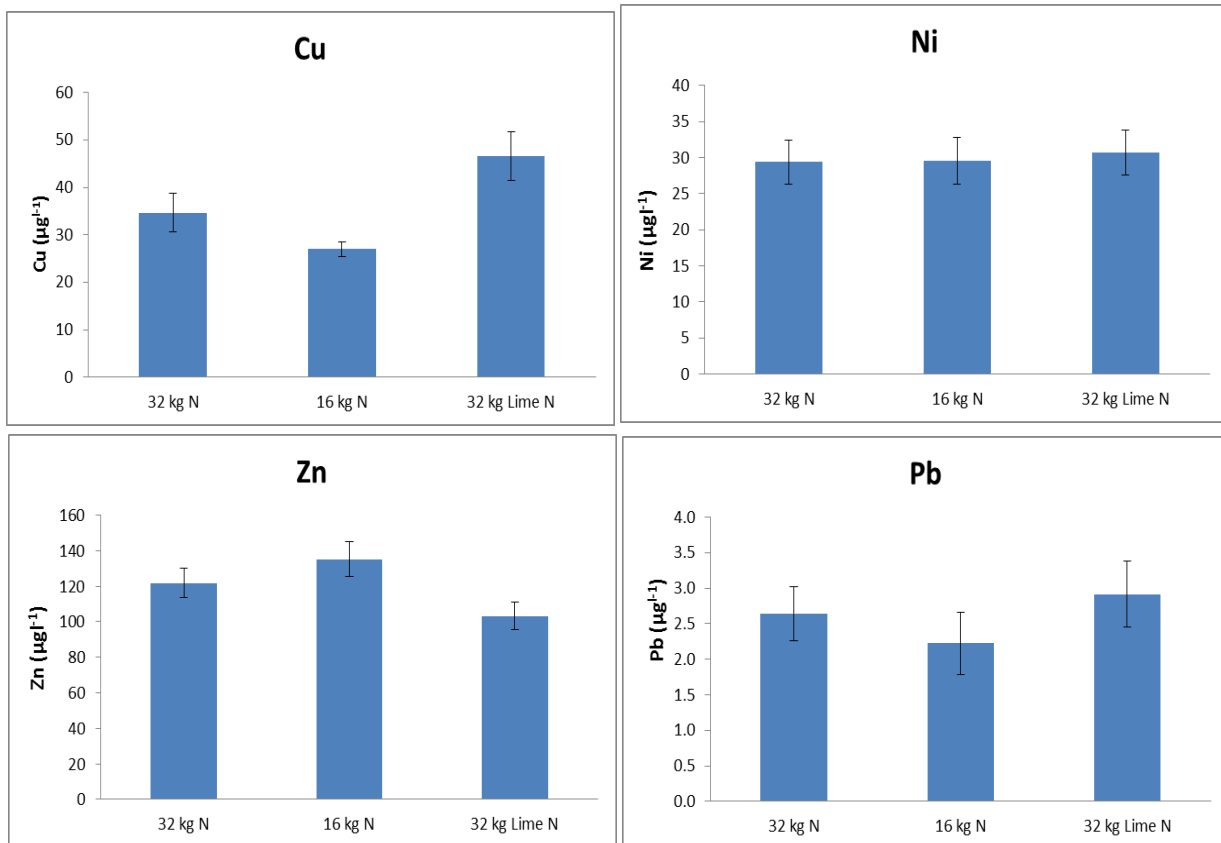 Cu
Cu (µgl⁻¹)
60
50
40
30
20
10
0
32 kg N 16 kg N 32 kg Lime N
Ni
Ni (µgl⁻¹)
40
35
30
25
20
15
10
5
0
32 kg N 16 kg N 32 kg Lime N
Zn
Zn (µgl⁻¹)
160
140
120
100
80
60
40
20
0
32 kg N 16 kg N 32 kg Lime N
Pb
Pb (µgl⁻¹)
4.0
3.5
3.0
2.5
2.0
1.5
1.0
0.5
0.0
32 kg N 16 kg N 32 kg Lime N